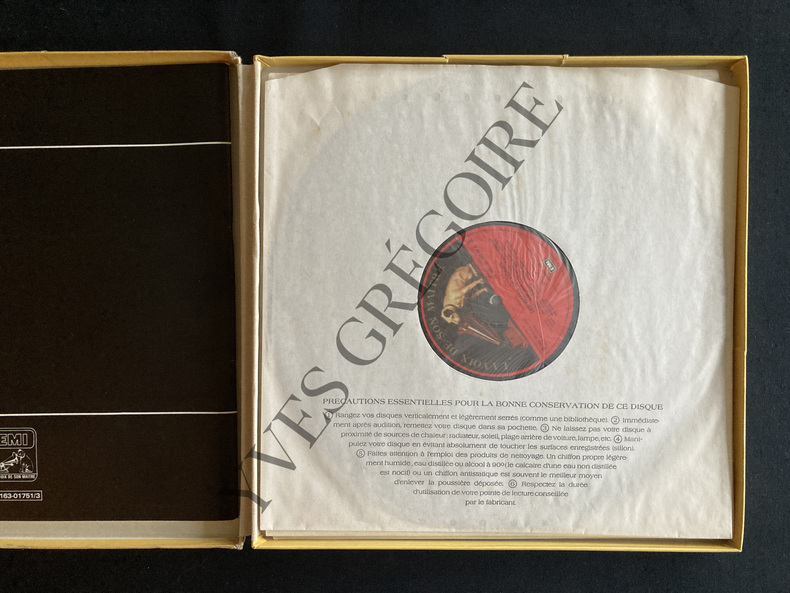 YVES GRÉGOIRE
LA VOIX DE SON MAÎTRE
EMI
163-01751/3
PRÉCAUTIONS ESSENTIELLES POUR LA BONNE CONSERVATION DE CE DISQUE
① Rangez vos disques verticalement et légèrement serrés (comme une bibliothèque). ② Immédiate-
ment après audition, remettez votre disque dans sa pochette. ③ Ne laissez pas votre disque à
proximité de sources de chaleur: radiateur, soleil, plage arrière de voiture, lampe, etc. ④ Mani-
pulez votre disque en évitant absolument de toucher les surfaces enregistrées (sillon).
⑤ Faites attention à l'emploi des produits de nettoyage. Un chiffon propre légère-
ment humide, eau distillée ou alcool à 90° (le calcaire d'une eau non distillée
est nocif) ou un chiffon antistatique est souvent le meilleur moyen
d'enlever la poussière déposée. ⑥ Respectez la durée
d'utilisation de votre pointe de lecture conseillée
par le fabricant.